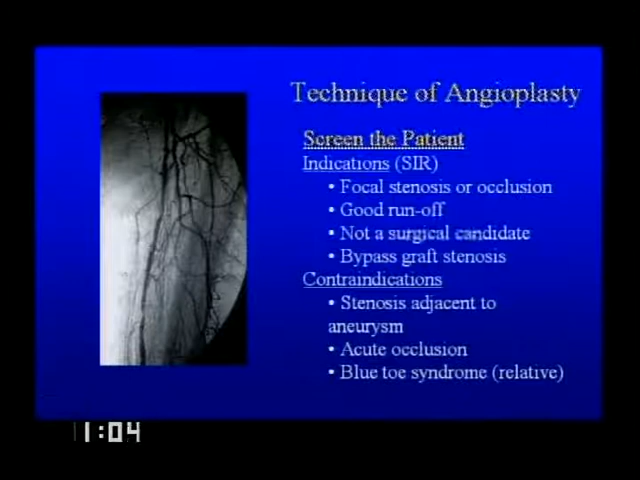 Technique of Angioplasty
Screen the Patient
Indications (SIR)
• Focal stenosis or occlusion
• Good run-off
• Not a surgical candidate
• Bypass graft stenosis
Contraindications
• Stenosis adjacent to
aneurysm
• Acute occlusion
• Blue toe syndrome (relative)
1:04